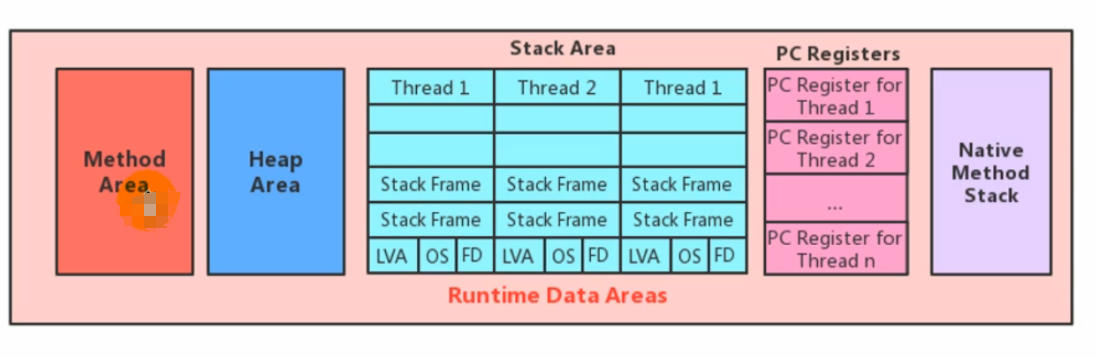 Stack Area
PC Registers
Method
Area
Heap
Area
Thread 1
Thread 2
Thread 1
Stack Frame
Stack Frame
Stack Frame
Stack Frame
Stack Frame
Stack Frame
LVA
OS
FD
LVA
OS
FD
LVA
OS
FD
PC Register for
Thread 1
PC Register for
Thread 2
...
PC Register for
Thread n
Native
Method
Stack
Runtime Data Areas